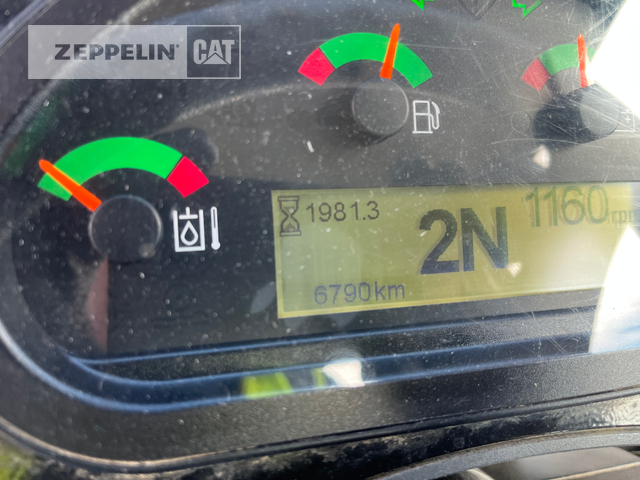 ZEPPELIN CAT
1981.3
2N
1160 rpm
6790km